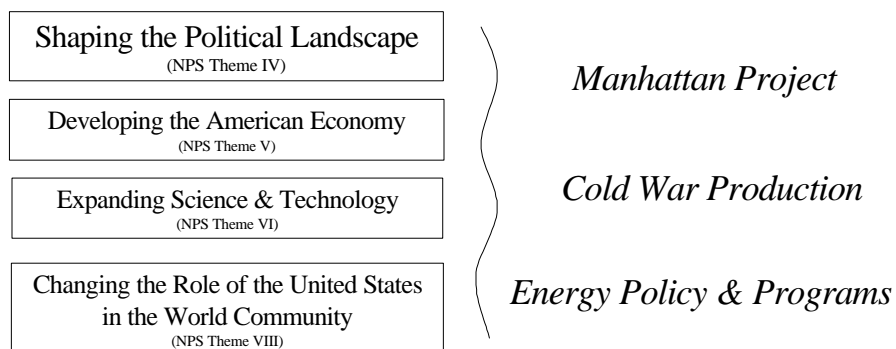 Shaping the Political Landscape
(NPS Theme IV)
Developing the American Economy
(NPS Theme V)
Expanding Science & Technology
(NPS Theme VI)
Changing the Role of the United States
in the World Community
(NPS Theme VIII)
Manhattan Project
Cold War Production
Energy Policy & Programs